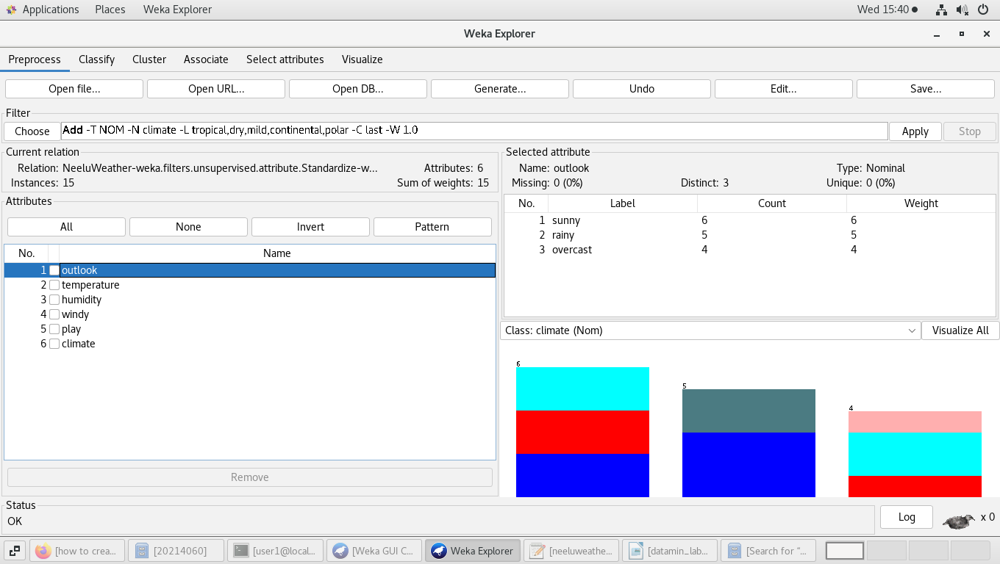 Applications Places Weka Explorer Wed 15:40
Weka Explorer
Preprocess Classify Cluster Associate Select attributes Visualize
Open file... Open URL... Open DB... Generate... Undo Edit... Save...
Filter
Choose Add -T NOM -N climate -L tropical,dry,mild,continental,polar -C last -W 1.0 Apply Stop
Current relation
Relation: NeeluWeather-weka.filters.unsupervised.attribute.Standardize-w... Attributes: 6
Instances: 15 Sum of weights: 15
Attributes
All None Invert Pattern
No. Name
1 outlook
2 temperature
3 humidity
4 windy
5 play
6 climate
Remove
Selected attribute
Name: outlook Type: Nominal
Missing: 0 (0%) Distinct: 3 Unique: 0 (0%)
No. Label Count Weight
1 sunny 6 6
2 rainy 5 5
3 overcast 4 4
Class: climate (Nom) Visualize All
6
5
4
Status
OK
Log x 0
[how to crea... [20214060] [user1@local... [Weka GUI C... Weka Explorer [neeluweathe... [datamin_lab... [Search for “...